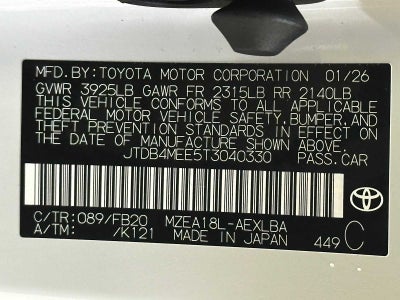 MFD. BY: TOYOTA MOTOR CORPORATION 01/26
GVWR 3925LB GAWR FR 2315LB RR 2140LB
THIS VEHICLE CONFORMS TO ALL APPLICABLE
FEDERAL MOTOR VEHICLE SAFETY, BUMPER, AND
THEFT PREVENTION STANDARDS IN EFFECT ON
THE DATE OF MANUFACTURE SHOWN ABOVE.
JTDB4MEE5T3040330 PASS.CAR
C/TR: 089/FB20 MZEA18L-AEXLBA
A/TM: /K121 MADE IN JAPAN 449 C
TOYOTA